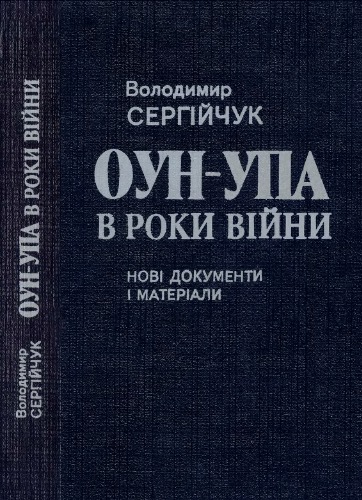 Володимир
СЕРГІЙЧУК
ОУН-УПА
В РОКИ ВІЙНИ
НОВІ ДОКУМЕНТИ
І МАТЕРІАЛИ
Володимир
СЕРГІЙЧУК
ОУН-УПА В РОКИ ВІЙНИ